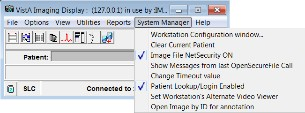 VistA Imaging Display : (127.0.0.1) in use by :IM...
File Options View Utilities Reports System Manager
Workstation Configuration window...
Clear Current Patient
Image File NetSecurity ON
Show Messages from last OpenSecureFile Call
Change Timeout value
Patient Lookup/Login Enabled
Set Workstation's Alternate Video Viewer
Open Image by ID for annotation
Patient:
SLC
Connected to